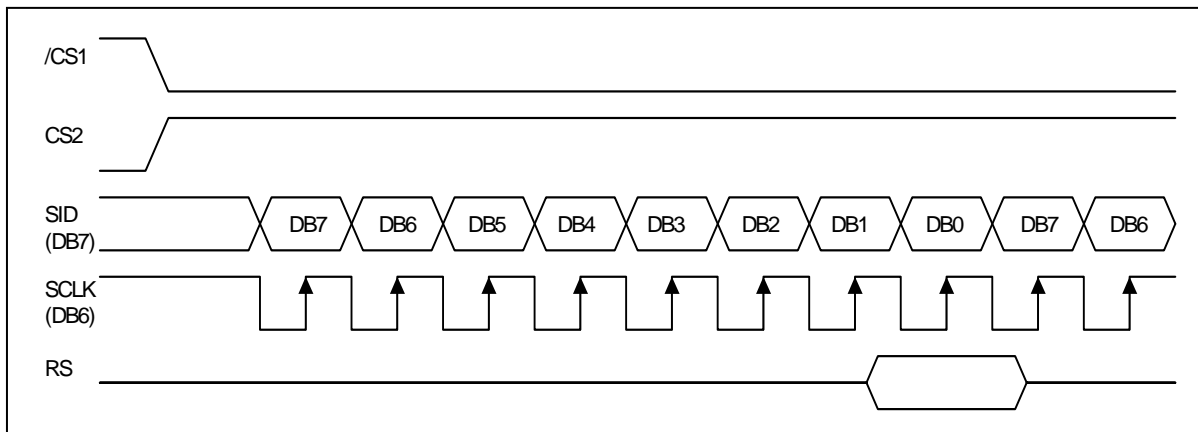 /CS1
CS2
SID
(DB7)
DB7 DB6 DB5 DB4 DB3 DB2 DB1 DB0 DB7 DB6
SCLK
(DB6)
RS